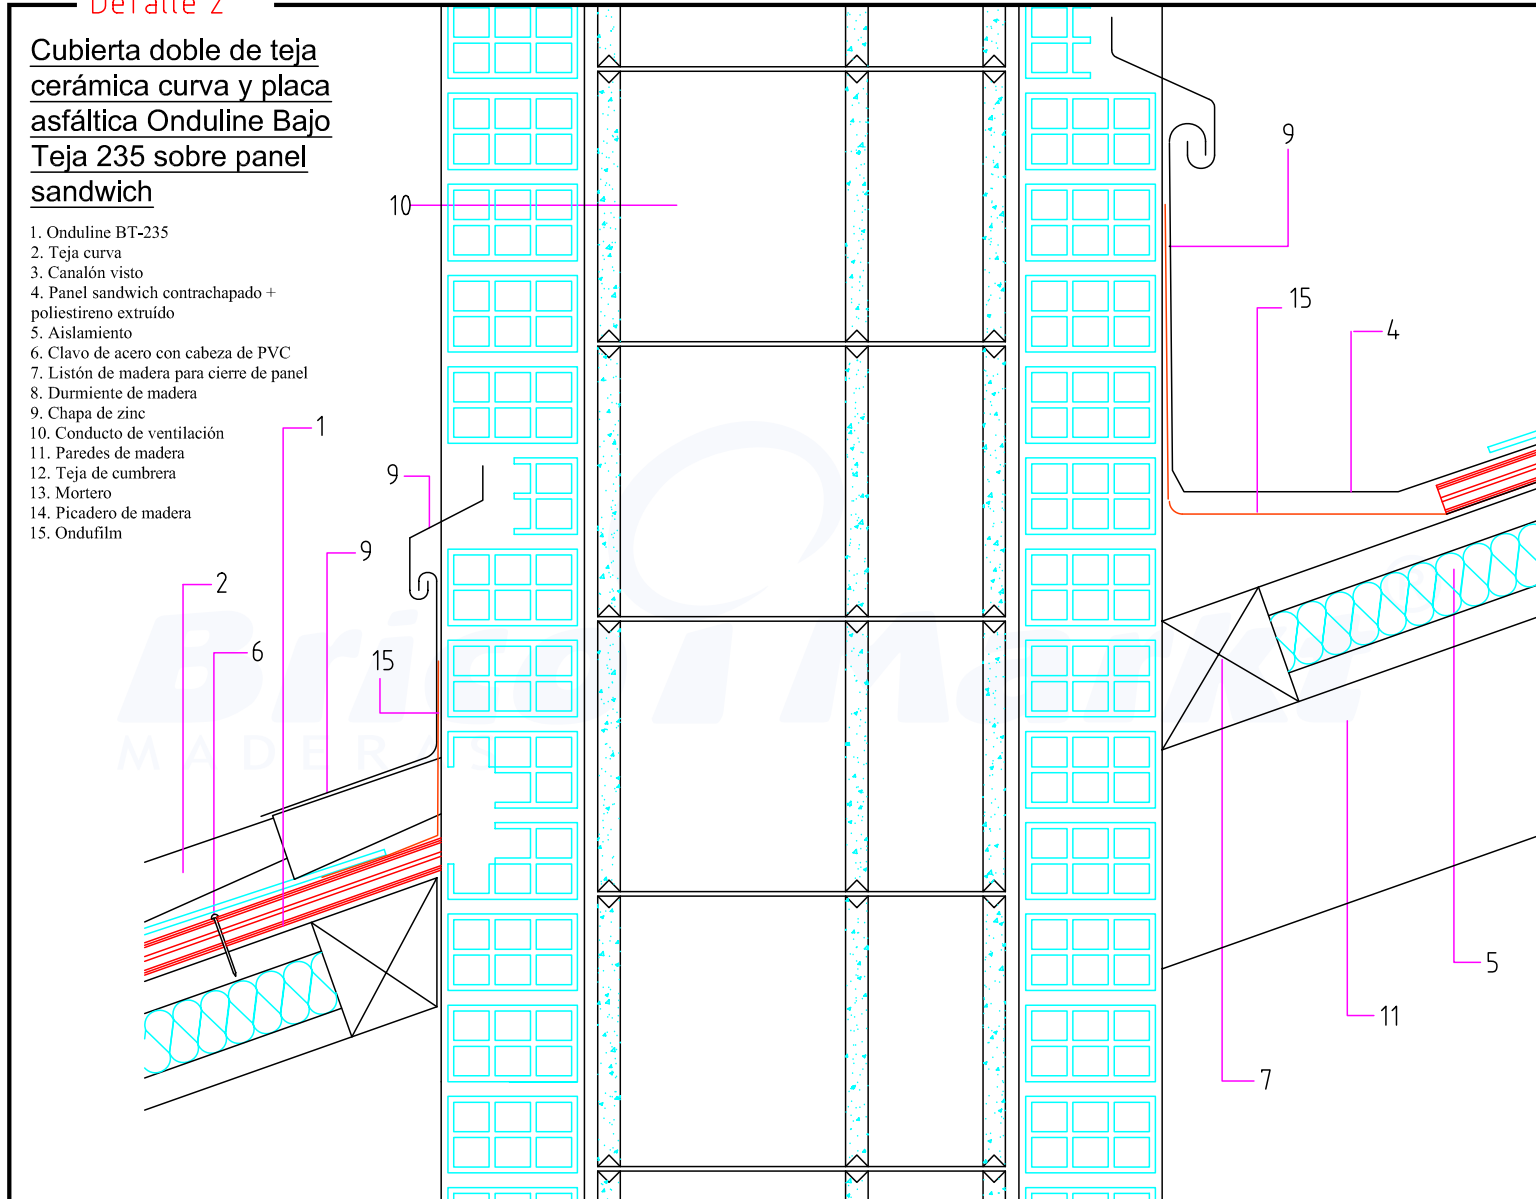 Detalle 2
Cubierta doble de teja
cerámica curva y placa
asfáltica Onduline Bajo
Teja 235 sobre panel
sandwich
1. Onduline BT-235
2. Teja curva
3. Canalón visto
4. Panel sandwich contrachapado +
poliestireno extruído
5. Aislamiento
6. Clavo de acero con cabeza de PVC
7. Listón de madera para cierre de panel
8. Durmiente de madera
9. Chapa de zinc
10. Conducto de ventilación
11. Paredes de madera
12. Teja de cumbrera
13. Mortero
14. Picadero de madera
15. Ondufilm
9
10
15
4
1
9
9
2
6
15
5
11
7
MADERAS